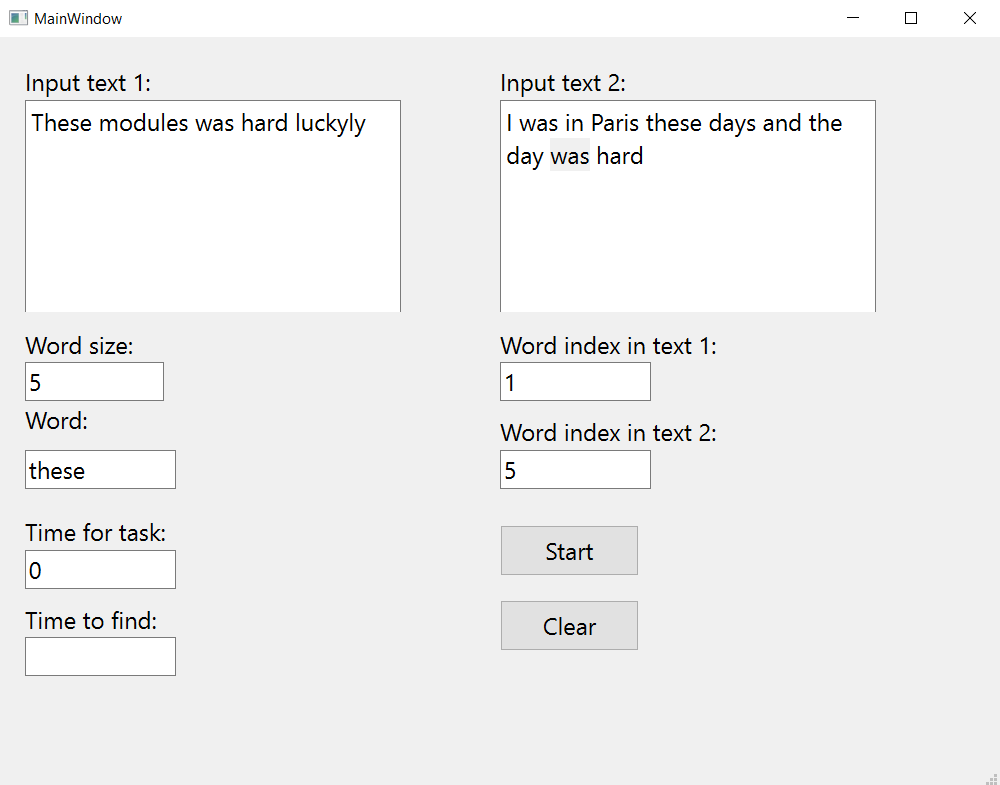 MainWindow
Input text 1:
These modules was hard luckyly
Input text 2:
I was in Paris these days and the
day was hard
Word size:
5
Word:
these
Time for task:
0
Time to find:
Word index in text 1:
1
Word index in text 2:
5
Start
Clear